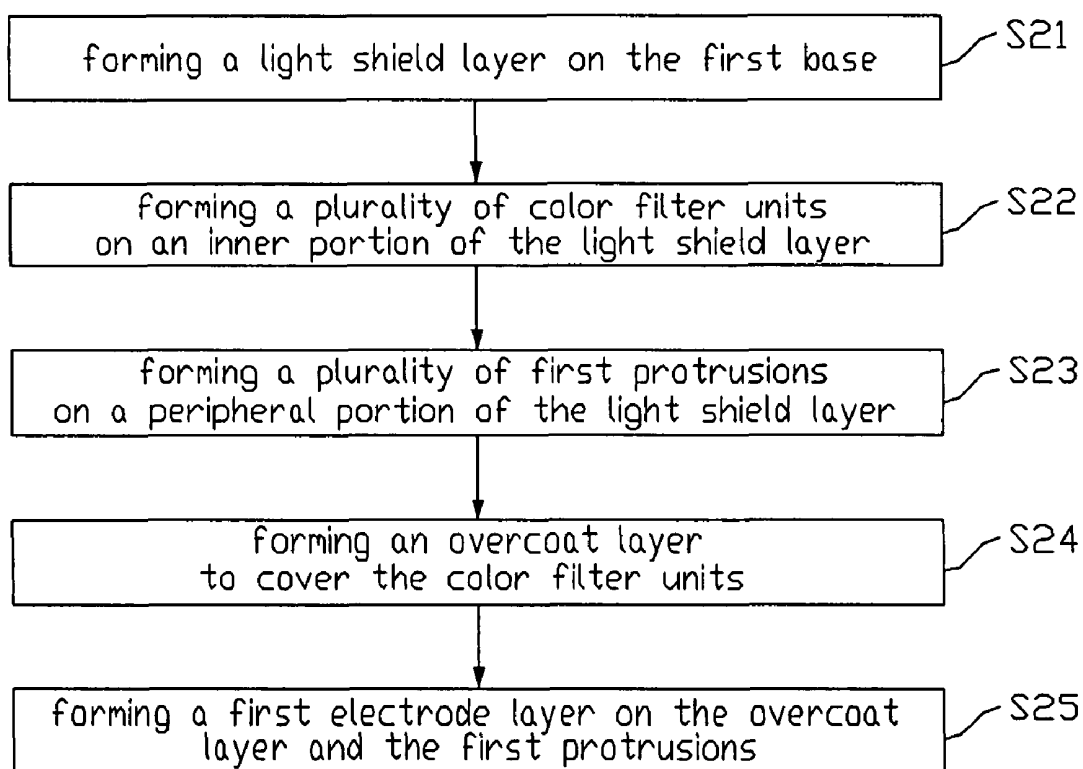 forming a light shield layer on the first base
S21
forming a plurality of color filter units
on an inner portion of the light shield layer
S22
forming a plurality of first protrusions
on a peripheral portion of the light shield layer
S23
forming an overcoat layer
to cover the color filter units
S24
forming a first electrode layer on the overcoat
layer and the first protrusions
S25